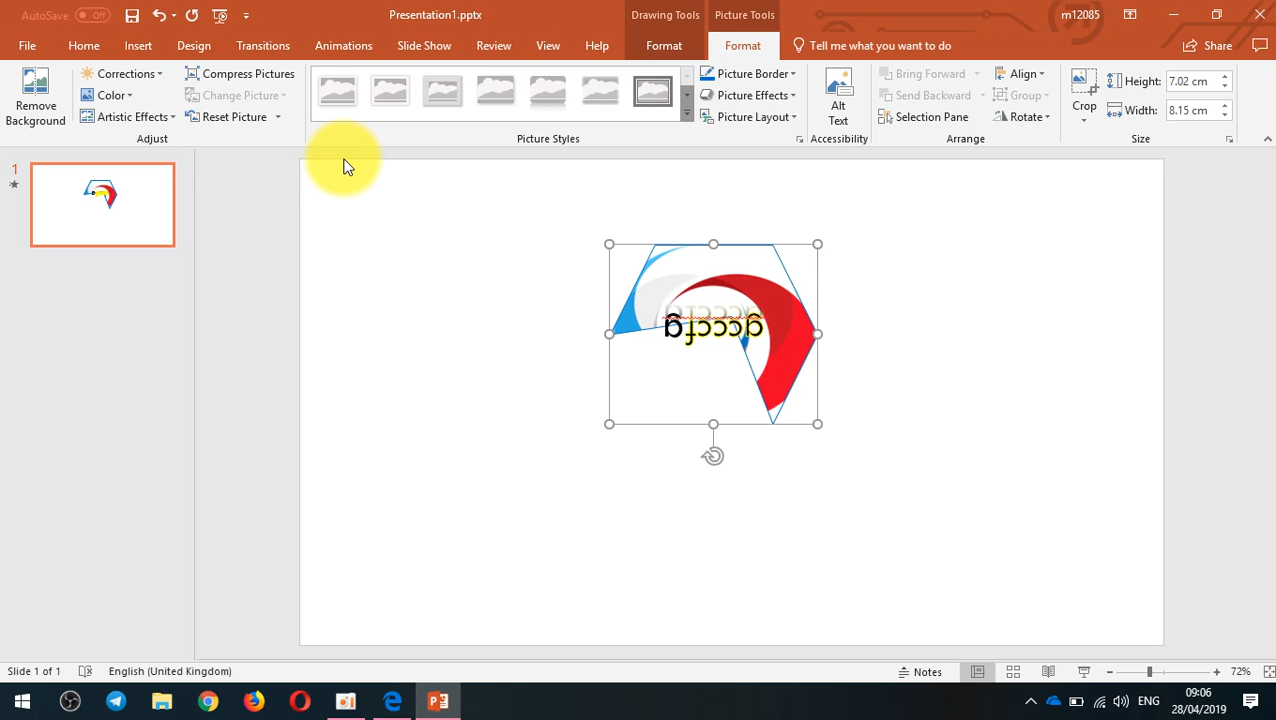 AutoSave Off Presentation1.pptx Drawing Tools Picture Tools m12085
File Home Insert Design Transitions Animations Slide Show Review View Help Format Format Tell me what you want to do Share
Remove Background
Corrections
Color
Artistic Effects
Compress Pictures
Change Picture
Reset Picture
Adjust
Picture Styles
Picture Border
Picture Effects
Picture Layout
Alt Text
Accessibility
Bring Forward
Send Backward
Selection Pane
Align
Group
Rotate
Arrange
Crop
Height: 7.02 cm
Width: 8.15 cm
Size
1
Slide 1 of 1 English (United Kingdom) Notes 72%
ENG
09:06
28/04/2019